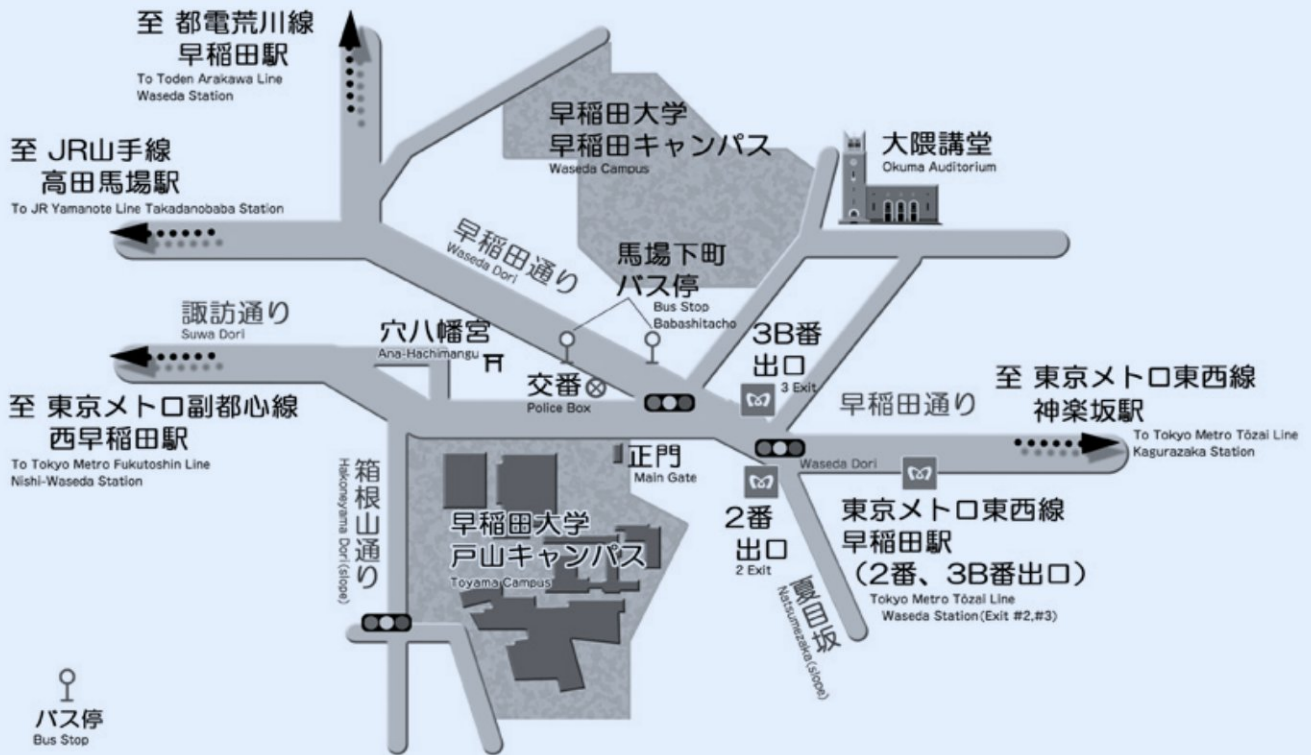 至 都電荒川線
早稲田駅
To Toden Arakawa Line
Waseda Station
至 JR山手線
高田馬場駅
To JR Yamanote Line Takadanobaba Station
早稲田大学
早稲田キャンパス
Waseda Campus
大隈講堂
Okuma Auditorium
早稲田通り
Waseda Dori
馬場下町
バス停
Bus Stop
Babashitacho
諏訪通り
Suwa Dori
穴八幡宮
Ana-Hachimangu
交番
Police Box
3B番
出口
3 Exit
至 東京メトロ東西線
神楽坂駅
To Tokyo Metro Tōzai Line
Kagurazaka Station
早稲田通り
Waseda Dori
至 東京メトロ副都心線
西早稲田駅
To Tokyo Metro Fukutoshin Line
Nishi-Waseda Station
正門
Main Gate
箱根山通り
Hakoneyama Dori(slope)
早稲田大学
戸山キャンパス
Toyama Campus
2番
出口
2 Exit
東京メトロ東西線
早稲田駅
(2番、3B番出口)
Tokyo Metro Tōzai Line
Waseda Station(Exit #2,#3)
夏目坂
Natsumezaka(slope)
バス停
Bus Stop